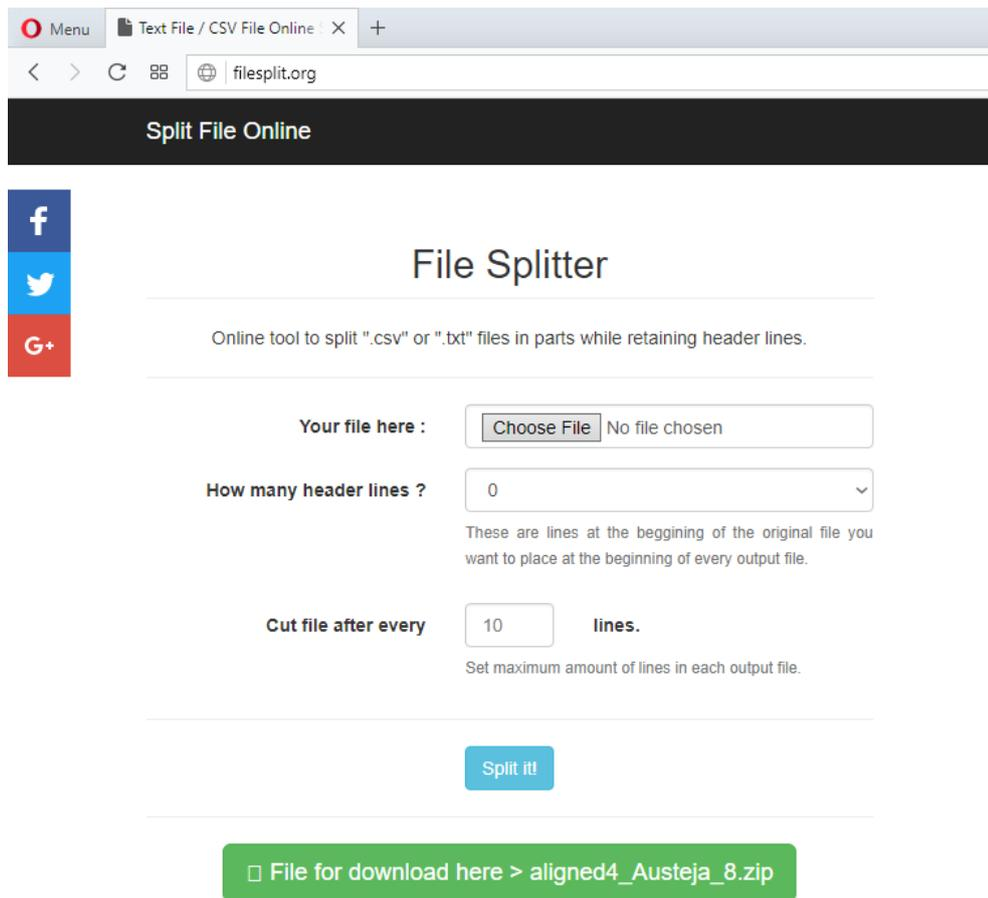 Menu
Text File / CSV File Online
filesplit.org
Split File Online
f
G+
File Splitter
Online tool to split ".csv" or ".txt" files in parts while retaining header lines.
Your file here :
Choose File No file chosen
How many header lines ?
0
These are lines at the beggining of the original file you
want to place at the beginning of every output file.
Cut file after every 10 lines.
Set maximum amount of lines in each output file.
Split it!
File for download here > aligned4_Austeja_8.zip